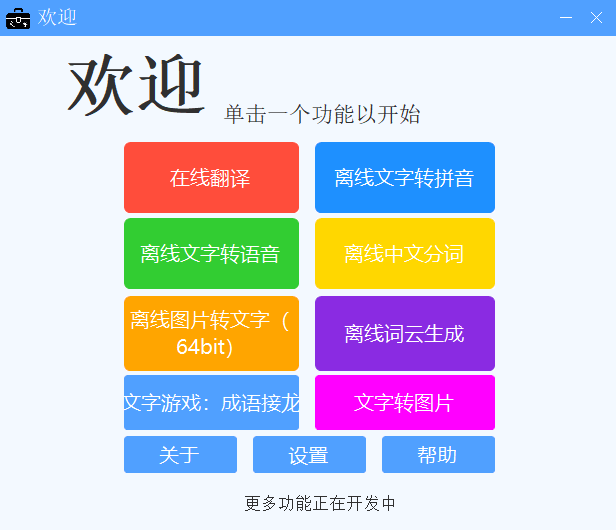 欢迎
欢迎
单击一个功能以开始
在线翻译
离线文字转拼音
离线文字转语音
离线中文分词
离线图片转文字（
64bit）
离线词云生成
文字游戏：成语接龙
文字转图片
关于
设置
帮助
更多功能正在开发中